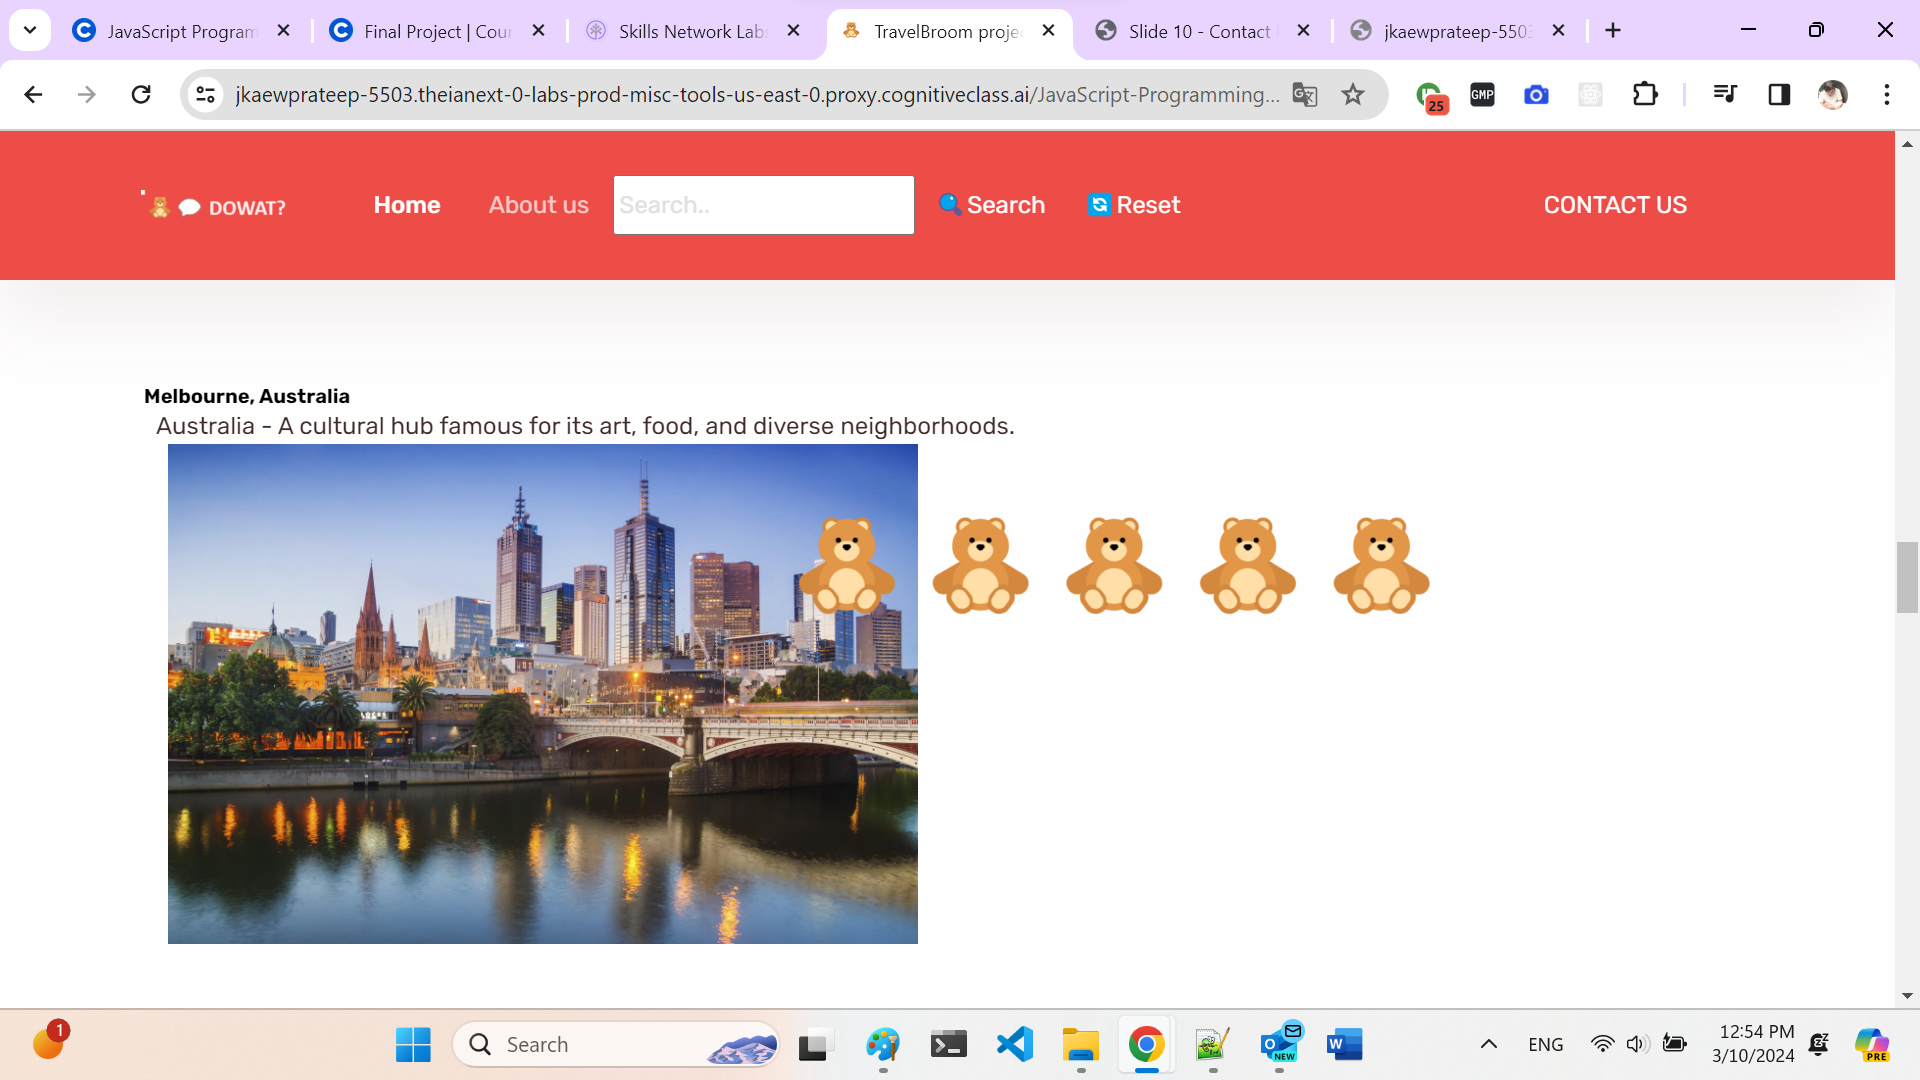 JavaScript Program
Final Project | Cour
Skills Network Labs
TravelBroom projec
Slide 10 - Contact
jkaewprateep-5503
jkaewprateep-5503.theianext-0-labs-prod-misc-tools-us-east-0.proxy.cognitiveclass.ai/JavaScript-Programming...
25
GMP
DOWAT?
Home
About us
Search..
Search
Reset
CONTACT US
Melbourne, Australia
Australia - A cultural hub famous for its art, food, and diverse neighborhoods.
1
Search
NEW
W
ENG
12:54 PM
3/10/2024
PRE